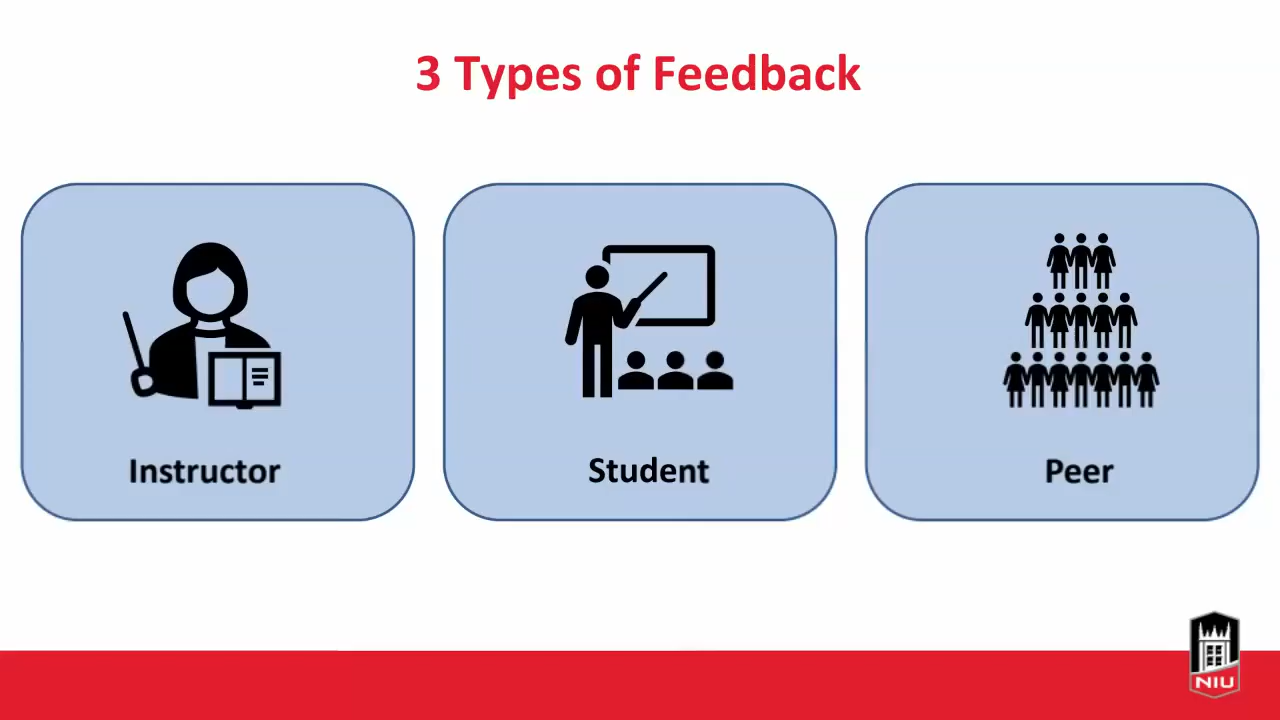 3 Types of Feedback
Instructor
Student
Peer
NIU